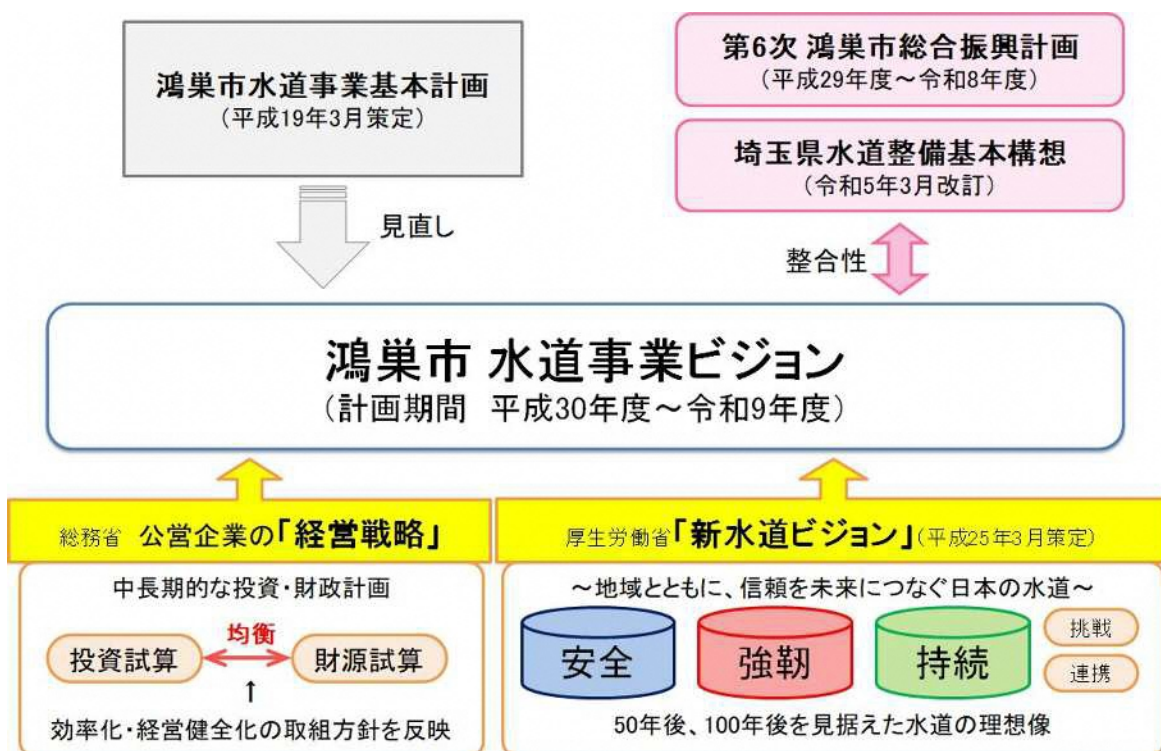 鴻巣市水道事業基本計画
(平成19年3月策定)
第6次 鴻巣市総合振興計画
(平成29年度～令和8年度)
埼玉県水道整備基本構想
(令和5年3月改訂)
見直し
整合性
鴻巣市 水道事業ビジョン
(計画期間 平成30年度～令和9年度)
総務省 公営企業の「経営戦略」
中長期的な投資・財政計画
均衡
投資試算
財源試算
↑
効率化・経営健全化の取組方針を反映
厚生労働省「新水道ビジョン」(平成25年3月策定)
～地域とともに、信頼を未来につなぐ日本の水道～
安全
強靭
持続
挑戦
連携
50年後、100年後を見据えた水道の理想像